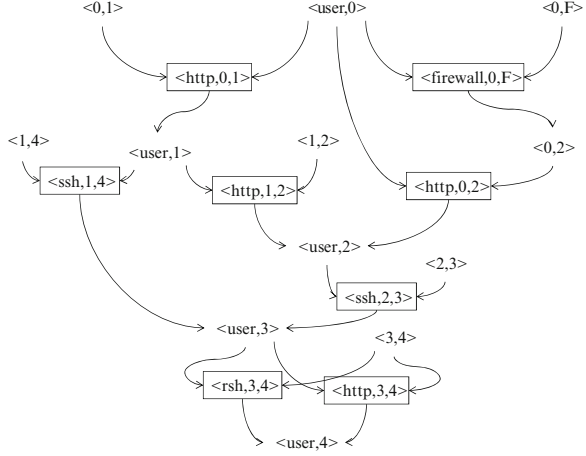 <0,1>
<user,0>
<0,F>
<http,0,1>
<firewall,0,F>
<1,4>
<user,1>
<1,2>
<0,2>
<ssh,1,4>
<http,1,2>
<http,0,2>
<user,2>
<2,3>
<ssh,2,3>
<user,3>
<3,4>
<rsh,3,4>
<http,3,4>
<user,4>